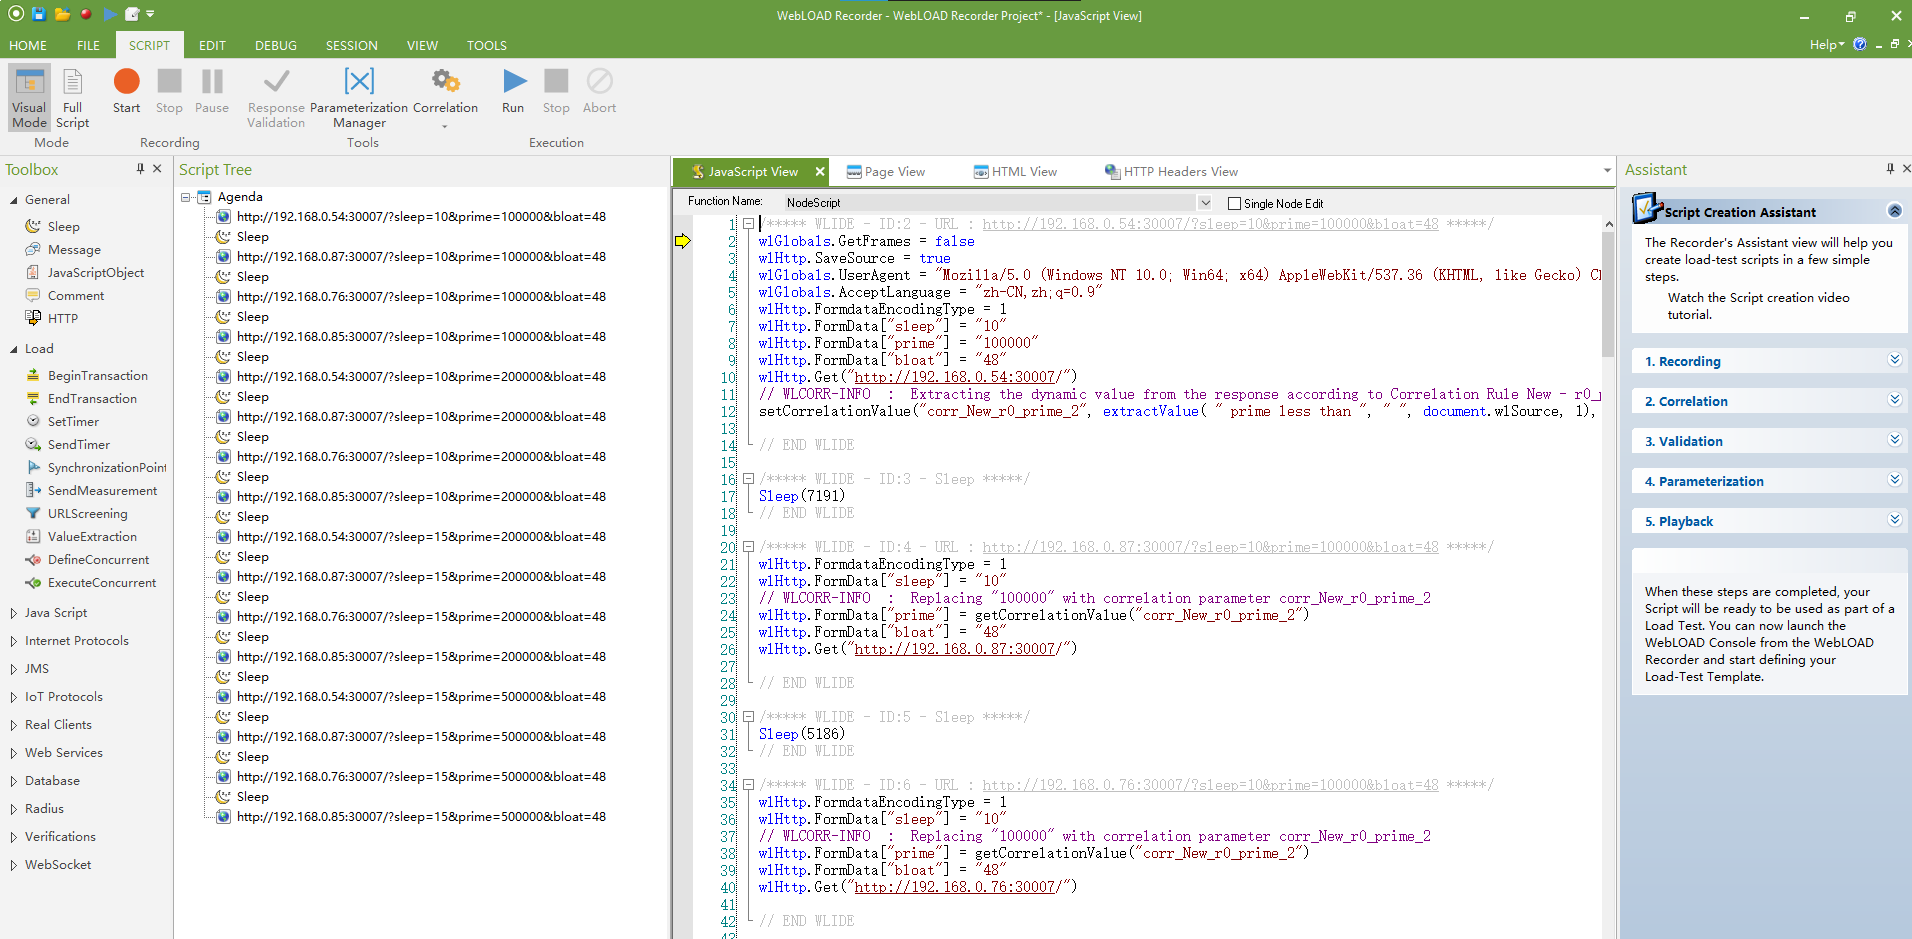 WebLOAD Recorder - WebLOAD Recorder Project* - [JavaScript View]
HOME FILE SCRIPT EDIT DEBUG SESSION VIEW TOOLS
Help
Visual Mode
Full Script
Start
Stop
Pause
Response Validation
Parameterization Manager
Correlation
Run
Stop
Abort
Mode
Recording
Tools
Execution
Toolbox
General
Sleep
Message
JavaScriptObject
Comment
HTTP
Load
BeginTransaction
EndTransaction
SetTimer
SendTimer
SynchronizationPoint
SendMeasurement
URLScreening
ValueExtraction
DefineConcurrent
ExecuteConcurrent
Java Script
Internet Protocols
JMS
IoT Protocols
Real Clients
Web Services
Database
Radius
Verifications
WebSocket
Script Tree
Agenda
http://192.168.0.54:30007/?sleep=10&prime=100000&bloat=48
Sleep
http://192.168.0.87:30007/?sleep=10&prime=100000&bloat=48
Sleep
http://192.168.0.76:30007/?sleep=10&prime=100000&bloat=48
Sleep
http://192.168.0.85:30007/?sleep=10&prime=100000&bloat=48
Sleep
http://192.168.0.54:30007/?sleep=10&prime=200000&bloat=48
Sleep
http://192.168.0.87:30007/?sleep=10&prime=200000&bloat=48
Sleep
http://192.168.0.76:30007/?sleep=10&prime=200000&bloat=48
Sleep
http://192.168.0.85:30007/?sleep=10&prime=200000&bloat=48
Sleep
http://192.168.0.54:30007/?sleep=15&prime=200000&bloat=48
Sleep
http://192.168.0.87:30007/?sleep=15&prime=200000&bloat=48
Sleep
http://192.168.0.76:30007/?sleep=15&prime=200000&bloat=48
Sleep
http://192.168.0.85:30007/?sleep=15&prime=200000&bloat=48
Sleep
http://192.168.0.54:30007/?sleep=15&prime=500000&bloat=48
Sleep
http://192.168.0.87:30007/?sleep=15&prime=500000&bloat=48
Sleep
http://192.168.0.76:30007/?sleep=15&prime=500000&bloat=48
Sleep
http://192.168.0.85:30007/?sleep=15&prime=500000&bloat=48
JavaScript View Page View HTML View HTTP Headers View
Function Name: NodeScript Single Node Edit
1 /***** WLIDE - ID:2 - URL : http://192.168.0.54:30007/?sleep=10&prime=100000&bloat=48 *****/
2 wlGlobals.GetFrames = false
3 wlHttp.SaveSource = true
4 wlGlobals.UserAgent = "Mozilla/5.0 (Windows NT 10.0; Win64; x64) AppleWebKit/537.36 (KHTML, like Gecko)
5 wlGlobals.AcceptLanguage = "zh-CN,zh;q=0.9"
6 wlHttp.FormdataEncodingType = 1
7 wlHttp.FormData["sleep"] = "10"
8 wlHttp.FormData["prime"] = "100000"
9 wlHttp.FormData["bloat"] = "48"
10 wlHttp.Get("http://192.168.0.54:30007/")
11 // WLCORR-INFO : Extracting the dynamic value from the response according to Correlation Rule New - r0_
12 setCorrelationValue("corr_New_r0_prime_2", extractValue( " prime less than ", " ", document.wlSource, 1),
13
14 // END WLIDE
15
16 /***** WLIDE - ID:3 - Sleep *****/
17 Sleep(7191)
18 // END WLIDE
19
20 /***** WLIDE - ID:4 - URL : http://192.168.0.87:30007/?sleep=10&prime=100000&bloat=48 *****/
21 wlHttp.FormdataEncodingType = 1
22 wlHttp.FormData["sleep"] = "10"
23 // WLCORR-INFO : Replacing "100000" with correlation parameter corr_New_r0_prime_2
24 wlHttp.FormData["prime"] = getCorrelationValue("corr_New_r0_prime_2")
25 wlHttp.FormData["bloat"] = "48"
26 wlHttp.Get("http://192.168.0.87:30007/")
27
28 // END WLIDE
29
30 /***** WLIDE - ID:5 - Sleep *****/
31 Sleep(5186)
32 // END WLIDE
33
34 /***** WLIDE - ID:6 - URL : http://192.168.0.76:30007/?sleep=10&prime=100000&bloat=48 *****/
35 wlHttp.FormdataEncodingType = 1
36 wlHttp.FormData["sleep"] = "10"
37 // WLCORR-INFO : Replacing "100000" with correlation parameter corr_New_r0_prime_2
38 wlHttp.FormData["prime"] = getCorrelationValue("corr_New_r0_prime_2")
39 wlHttp.FormData["bloat"] = "48"
40 wlHttp.Get("http://192.168.0.76:30007/")
41
42 // END WLIDE
Assistant
Script Creation Assistant
The Recorder's Assistant view will help you
create load-test scripts in a few simple
steps.
Watch the Script creation video
tutorial.
1. Recording
2. Correlation
3. Validation
4. Parameterization
5. Playback
When these steps are completed, your
Script will be ready to be used as part of a
Load Test. You can now launch the
WebLOAD Console from the WebLOAD
Recorder and start defining your
Load-Test Template.